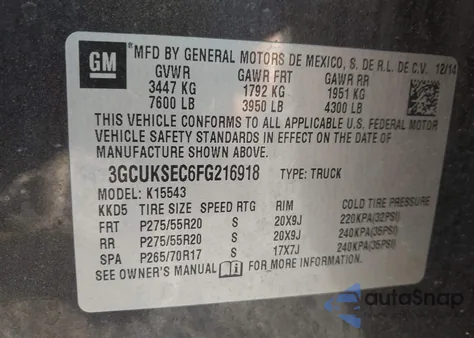 GM
MFD BY GENERAL MOTORS DE MEXICO, S. DE R.L. DE C.V. 12/14
GVWR GAWR FRT GAWR RR
3447 KG 1792 KG 1951 KG
7600 LB 3950 LB 4300 LB
THIS VEHICLE CONFORMS TO ALL APPLICABLE U.S. FEDERAL MOTOR
VEHICLE SAFETY STANDARDS IN EFFECT ON THE DATE OF
MANUFACTURE SHOWN ABOVE.
3GCUKSEC6FG216918 TYPE: TRUCK
MODEL: K15543
KKD5 TIRE SIZE SPEED RTG RIM COLD TIRE PRESSURE
FRT P275/55R20 S 20X9J 220KPA(32PSI)
RR P275/55R20 S 20X9J 240KPA(35PSI)
SPA P265/70R17 S 17X7J 240KPA(35PSI)
SEE OWNER'S MANUAL FOR MORE INFORMATION.
autoSnap